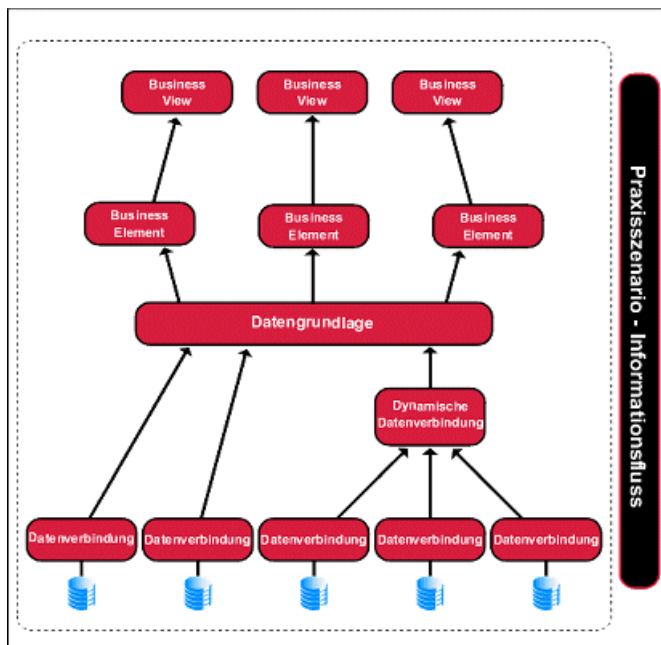 Business
View
Business
View
Business
View
Business
Element
Business
Element
Business
Element
Datengrundlage
Dynamische
Datenverbindung
Datenverbindung
Datenverbindung
Datenverbindung
Datenverbindung
Datenverbindung
Praxisszenario - Informationsfluss